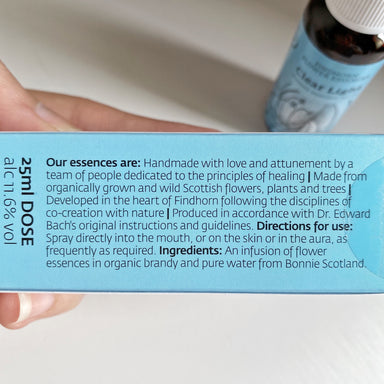 Clear Light
25ml DOSE
alc 11.6% vol
Our essences are: Handmade with love and attunement by a
team of people dedicated to the principles of healing | Made from
organically grown and wild Scottish flowers, plants and trees |
Developed in the heart of Findhorn following the disciplines of
co-creation with nature | Produced in accordance with Dr. Edward
Bach's original instructions and guidelines. Directions for use:
Spray directly into the mouth, or on the skin or in the aura, as
frequently as required. Ingredients: An infusion of flower
essences in organic brandy and pure water from Bonnie Scotland.